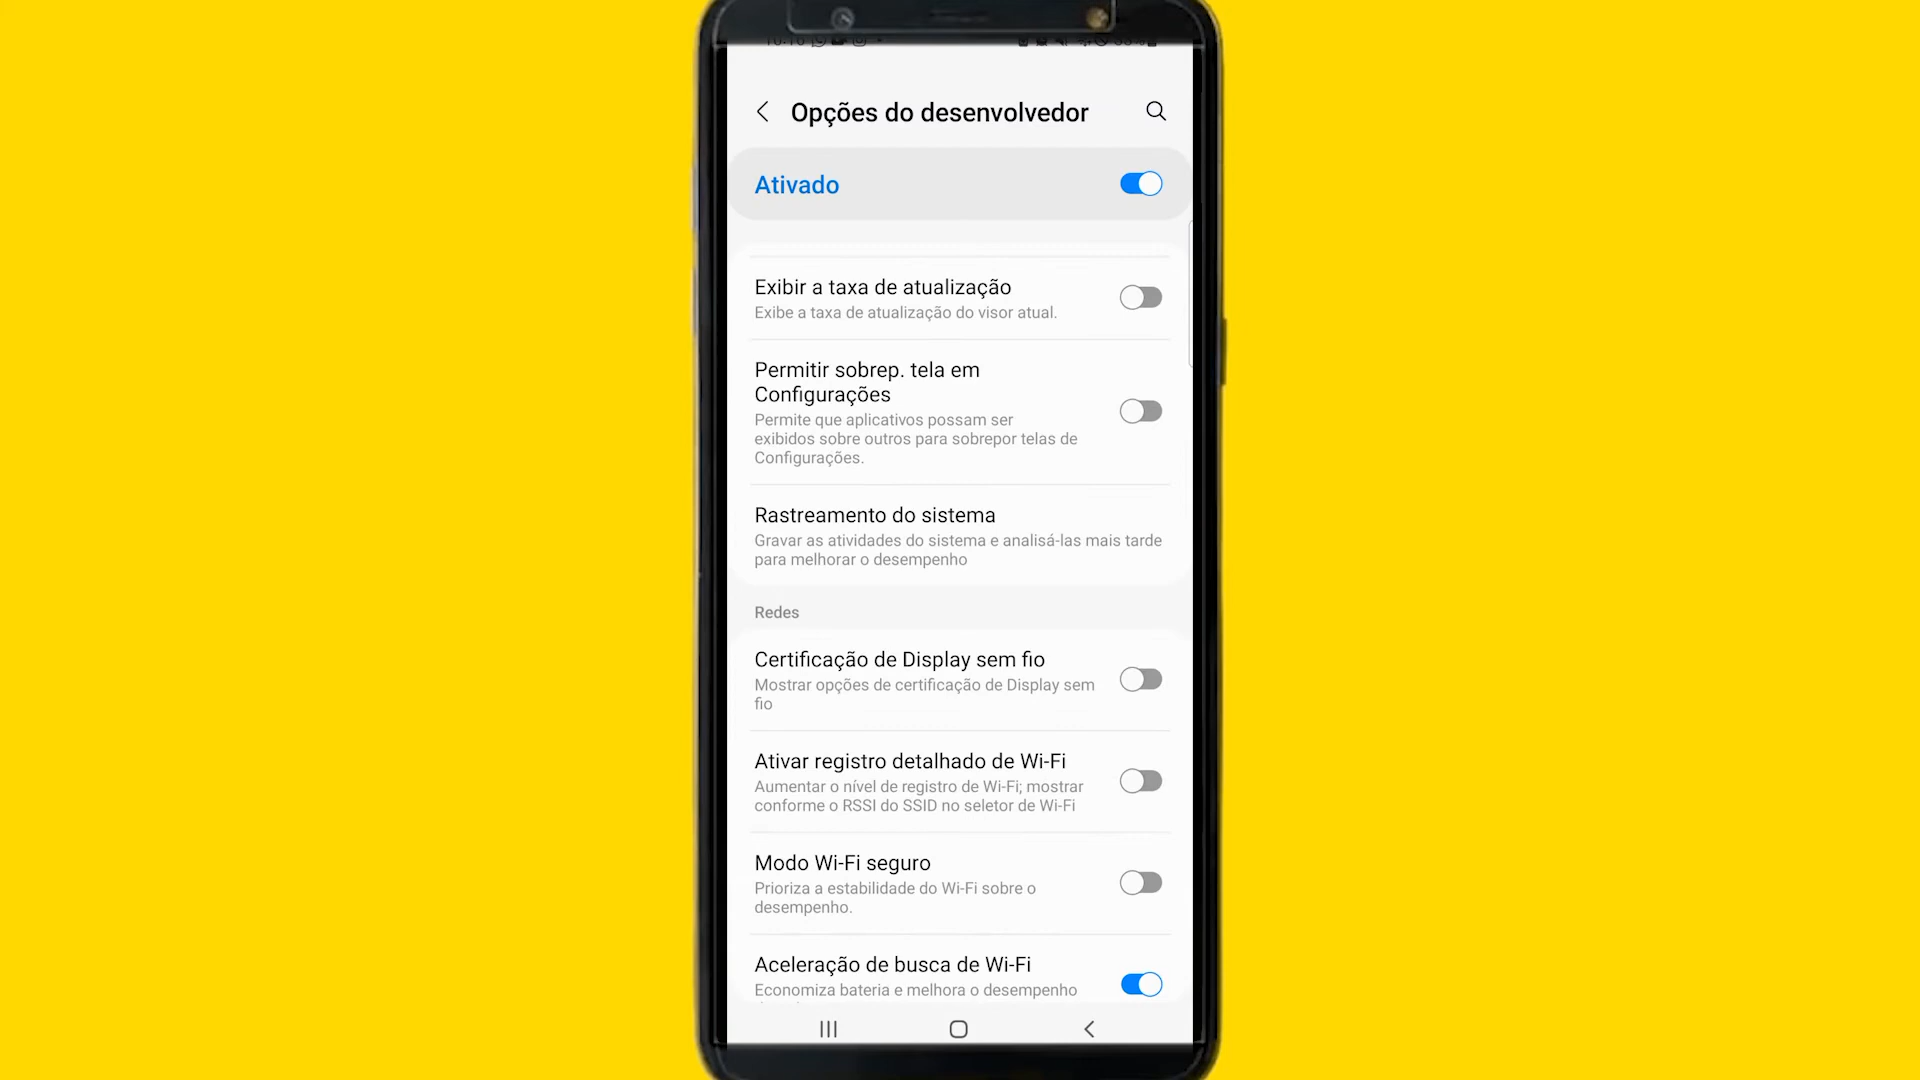 Opções do desenvolvedor
Ativado
Exibir a taxa de atualização
Exibe a taxa de atualização do visor atual.
Permitir sobrep. tela em
Configurações
Permite que aplicativos possam ser
exibidos sobre outros para sobrepor telas de
Configurações.
Rastreamento do sistema
Gravar as atividades do sistema e analisá-las mais tarde
para melhorar o desempenho
Redes
Certificação de Display sem fio
Mostrar opções de certificação de Display sem
fio
Ativar registro detalhado de Wi-Fi
Aumentar o nível de registro de Wi-Fi; mostrar
conforme o RSSI do SSID no seletor de Wi-Fi
Modo Wi-Fi seguro
Prioriza a estabilidade do Wi-Fi sobre o
desempenho.
Aceleração de busca de Wi-Fi
Economiza bateria e melhora o desempenho